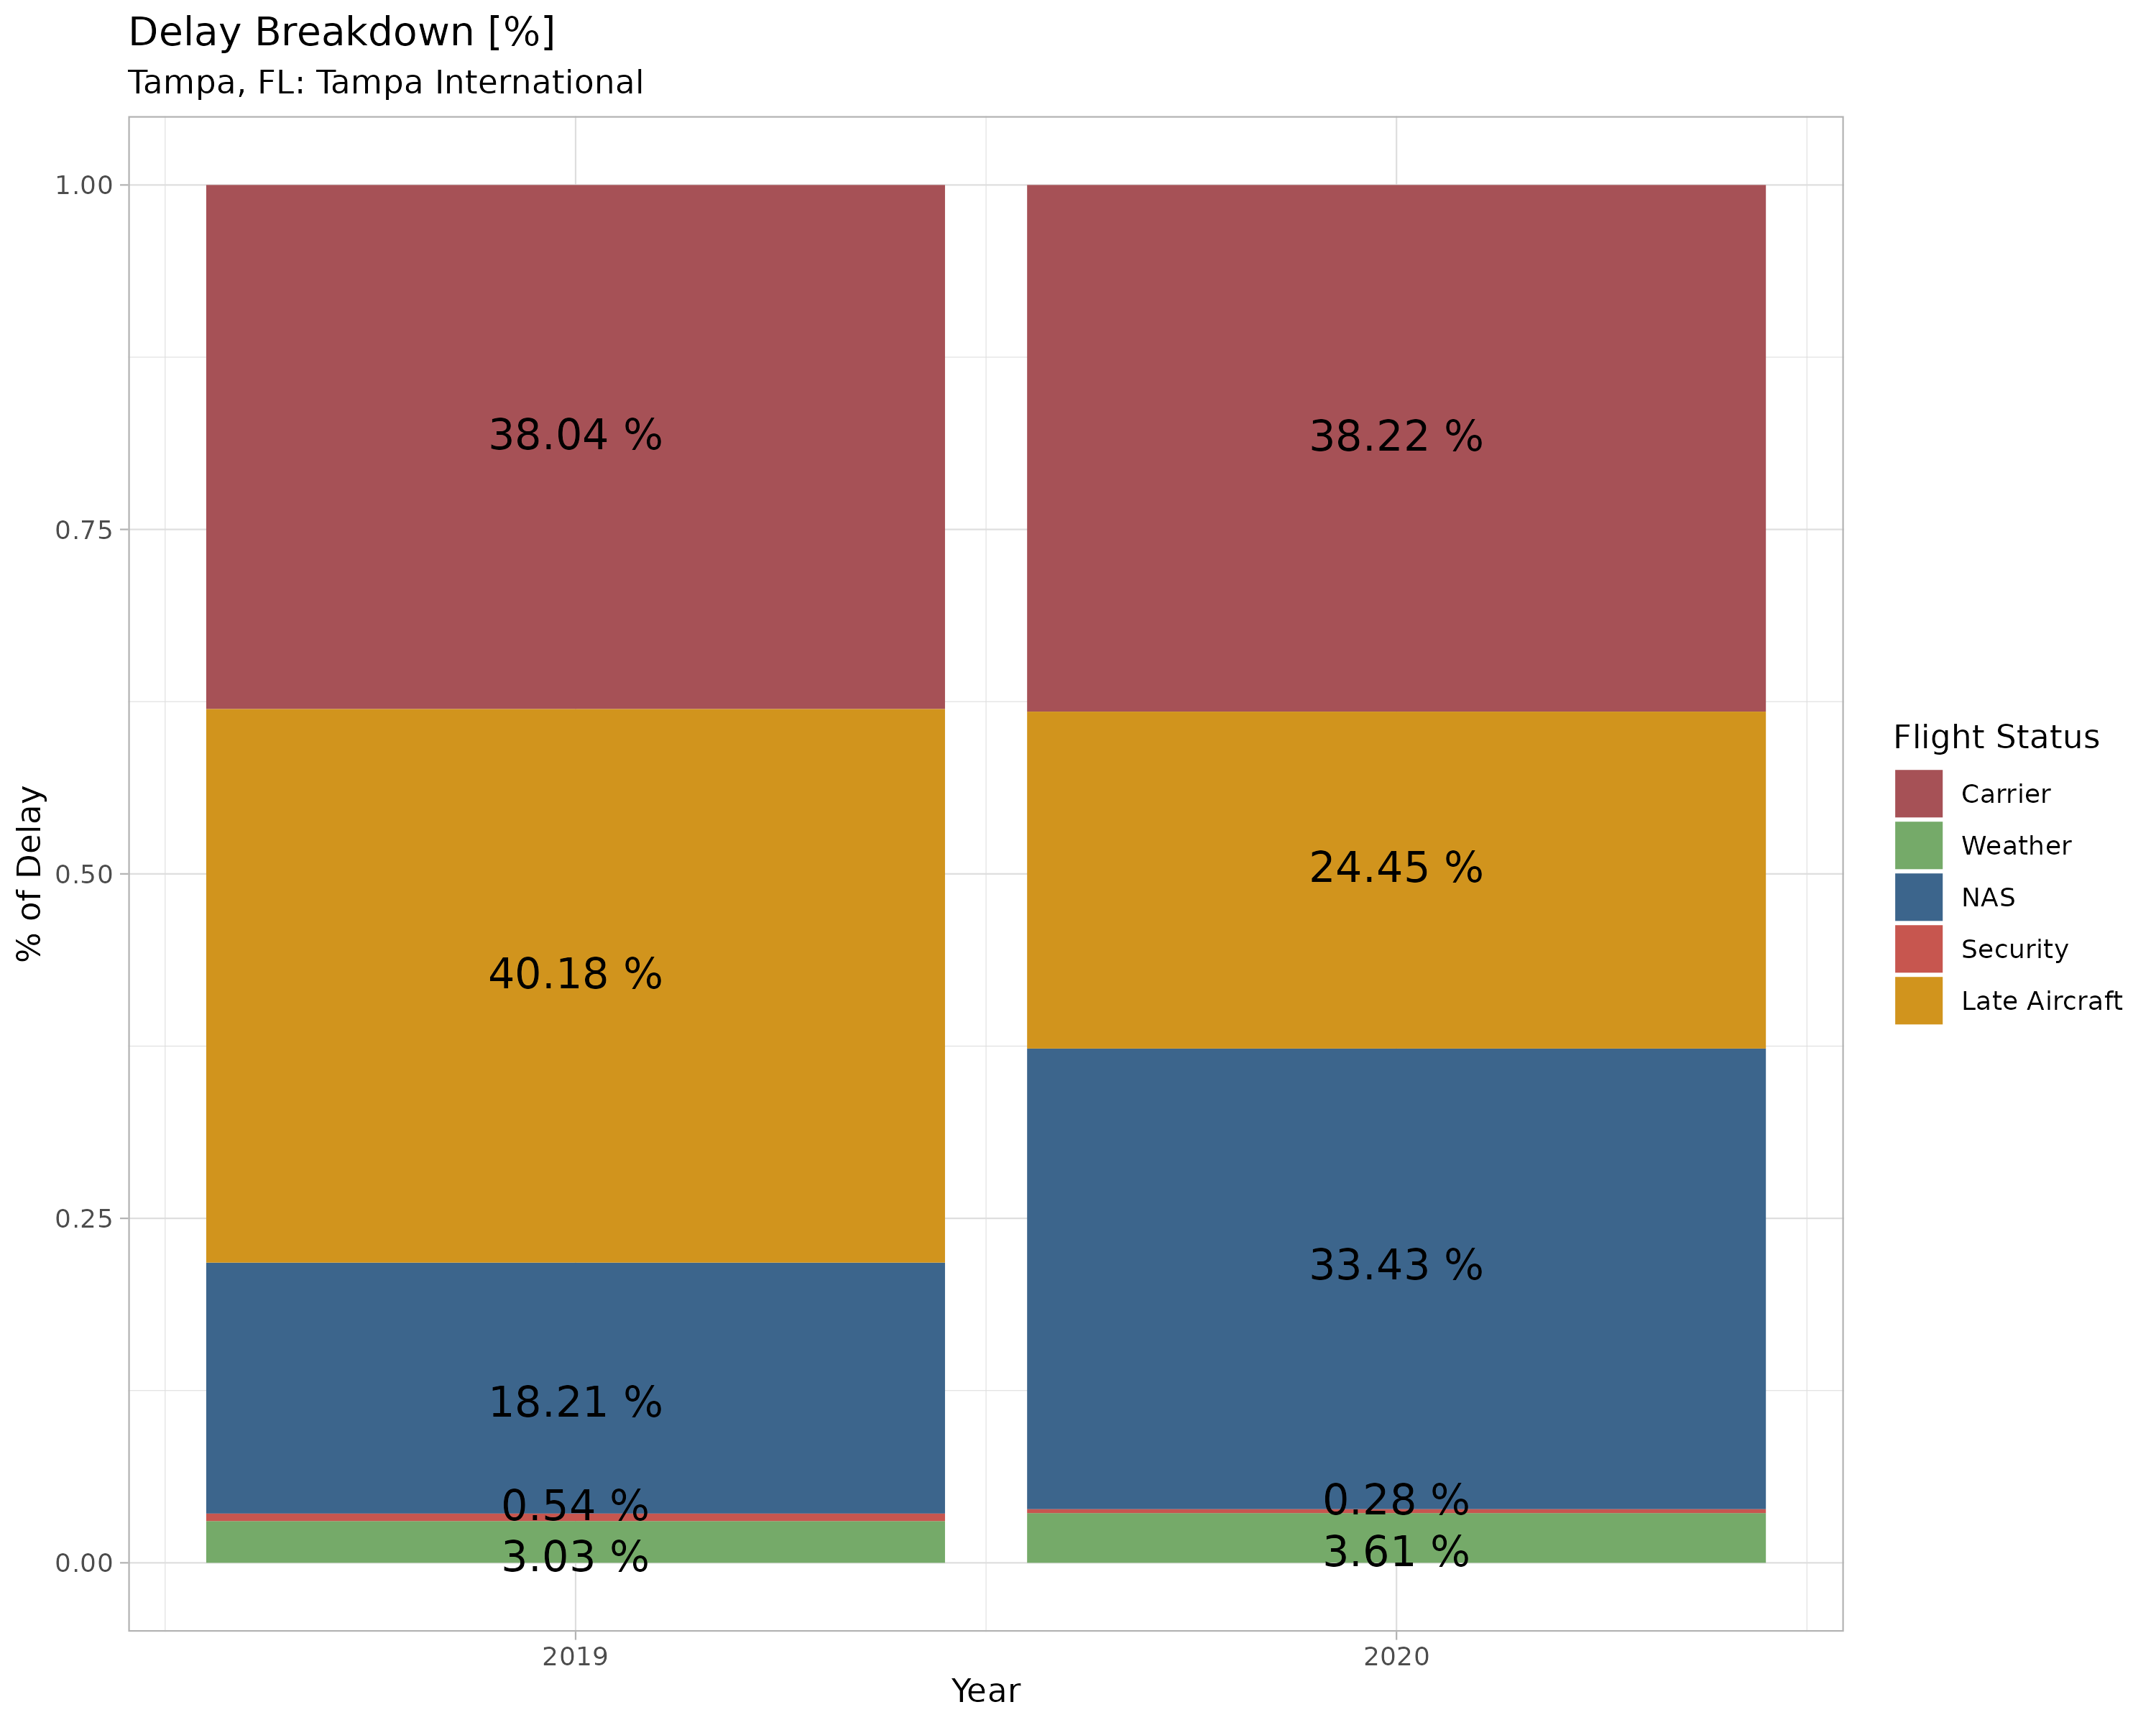 Delay Breakdown [%]
Tampa, FL: Tampa International
1.00
0.75
0.50
0.25
0.00
% of Delay
38.04 %
40.18 %
18.21 %
0.54 %
3.03 %
38.22 %
24.45 %
33.43 %
0.28 %
3.61 %
2019
2020
Year
Flight Status
Carrier
Weather
NAS
Security
Late Aircraft